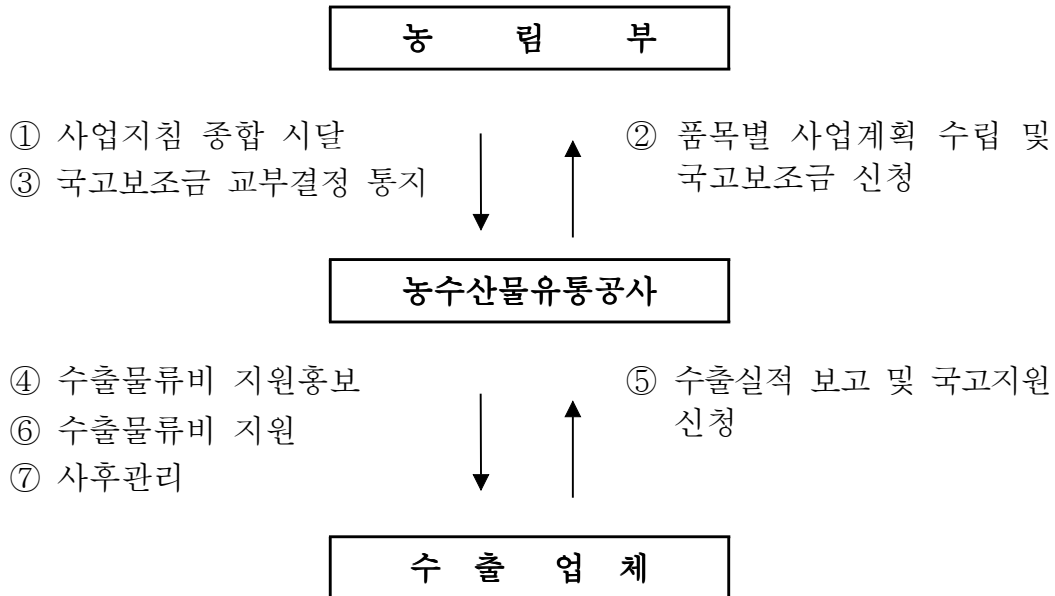 농 림 부
① 사업지침 종합 시달
③ 국고보조금 교부결정 통지
② 품목별 사업계획 수립 및
국고보조금 신청
농수산물유통공사
④ 수출물류비 지원홍보
⑥ 수출물류비 지원
⑦ 사후관리
⑤ 수출실적 보고 및 국고지원
신청
수 출 업 체